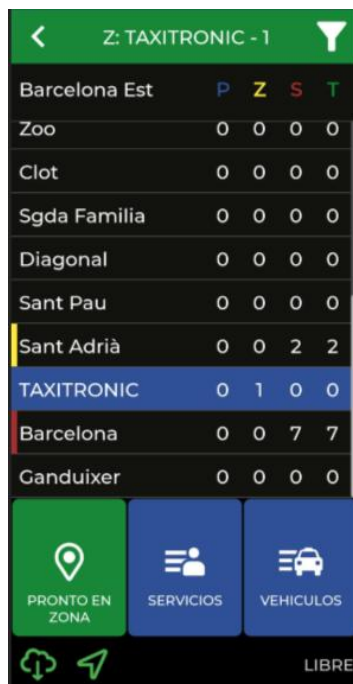 Z: TAXITRONIC - 1
Barcelona Est P Z S T
Zoo 0 0 0 0
Clot 0 0 0 0
Sgda Familia 0 0 0 0
Diagonal 0 0 0 0
Sant Pau 0 0 0 0
Sant Adrià 0 0 2 2
TAXITRONIC 0 1 0 0
Barcelona 0 0 7 7
Ganduixer 0 0 0 0
PRONTO EN
ZONA
SERVICIOS
VEHICULOS
LIBRE